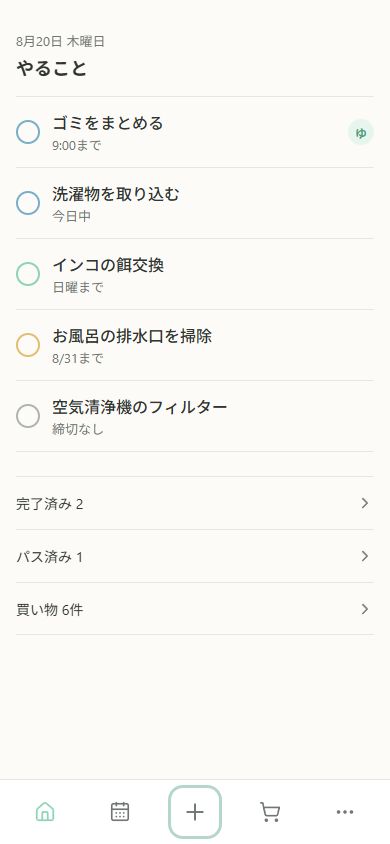 8月20日 木曜日
やること
ゴミをまとめる
9:00まで
ゆ
洗濯物を取り込む
今日中
インコの餌交換
日曜まで
お風呂の排水口を掃除
8/31まで
空気清浄機のフィルター
締切なし
完了済み 2
パス済み 1
買い物 6件